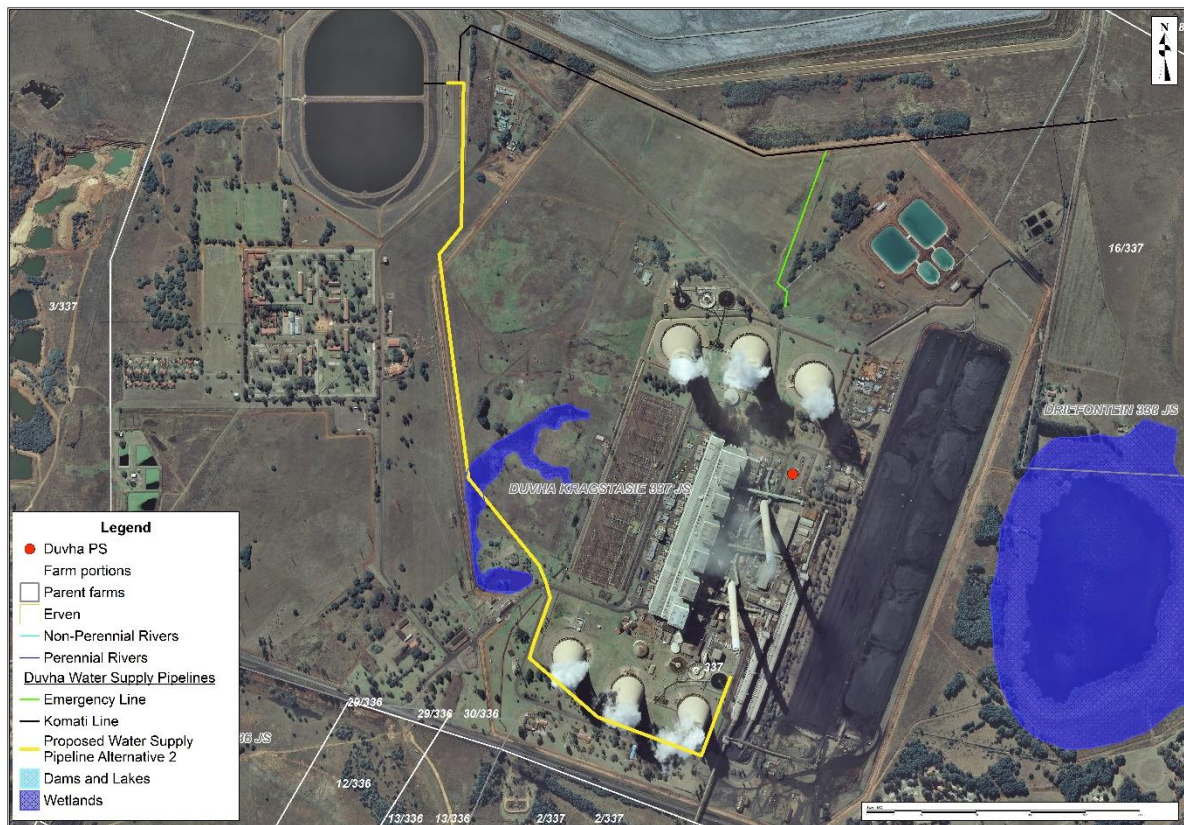 N
8
16/337
3/337
DRIEFONTEIN 338 JS
DUVHA KRAGSTASIE 337 JS
337
29/336
29/336
30/336
36 JS
12/336
13/336
13/336
2/337
2/337
Legend
Duvha PS
Farm portions
Parent farms
Erven
Non-Perennial Rivers
Perennial Rivers
Duvha Water Supply Pipelines
Emergency Line
Komati Line
Proposed Water Supply
Pipeline Alternative 2
Dams and Lakes
Wetlands